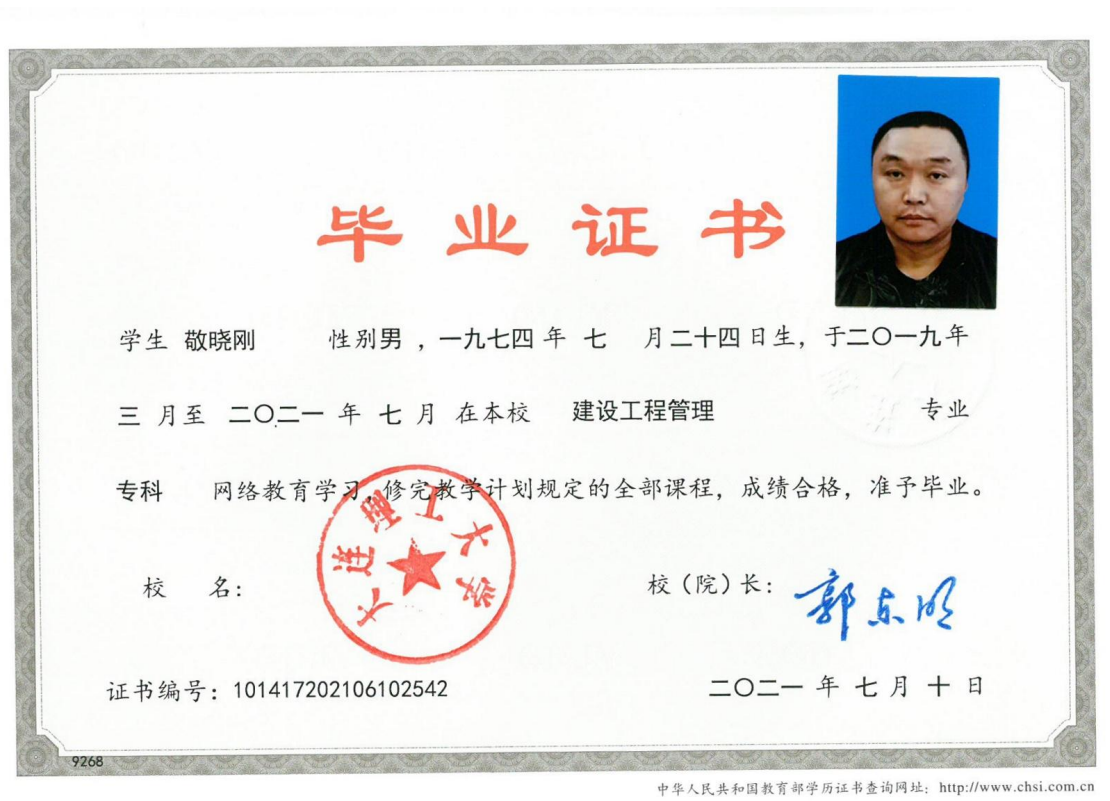 毕业证书
学生 敬晓刚 性别男，一九七四年 七 月二十四日生，于二〇一九年
三 月至 二〇二一 年 七 月 在本校 建设工程管理 专业
专科 网络教育学习，修完教学计划规定的全部课程，成绩合格，准予毕业。
大连理工大学
校 名：
校（院）长：
郭东明
证书编号：101417202106102542
二〇二一 年 七 月 十 日
9268
中华人民共和国教育部学历证书查询网址：http://www.chsi.com.cn